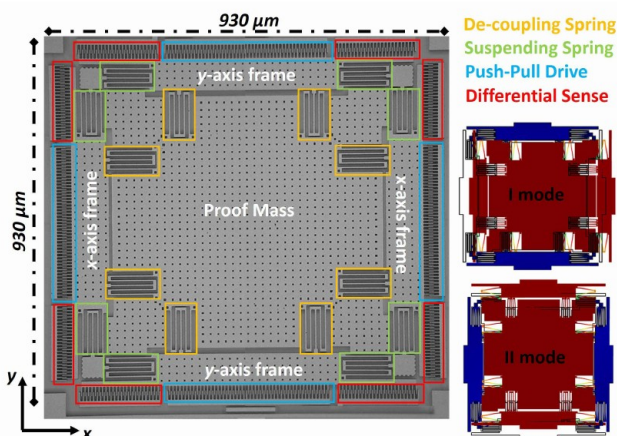 930 μm
De-coupling Spring
Suspending Spring
Push-Pull Drive
Differential Sense
y-axis frame
930 μm
x-axis frame
Proof Mass
x-axis frame
I mode
II mode
y-axis frame
y
x